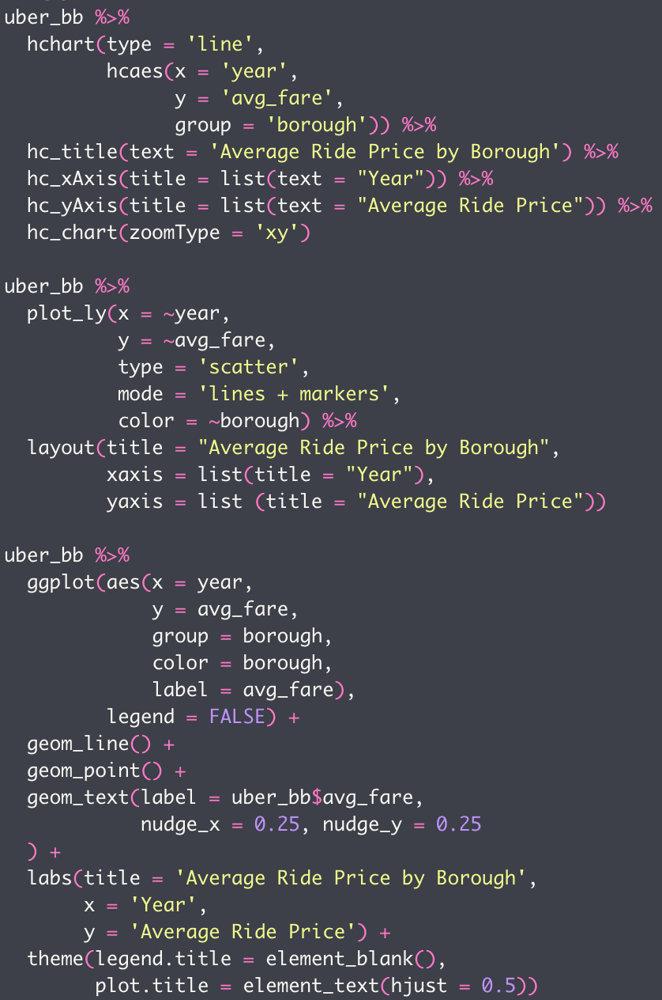 uber_bb %>%
  hchart(type = 'line',
         hcaes(x = 'year',
               y = 'avg_fare',
               group = 'borough')) %>%
  hc_title(text = 'Average Ride Price by Borough') %>%
  hc_xAxis(title = list(text = "Year")) %>%
  hc_yAxis(title = list(text = "Average Ride Price")) %>%
  hc_chart(zoomType = 'xy')

uber_bb %>%
  plot_ly(x = ~year,
          y = ~avg_fare,
          type = 'scatter',
          mode = 'lines + markers',
          color = ~borough) %>%
  layout(title = "Average Ride Price by Borough",
         xaxis = list(title = "Year"),
         yaxis = list (title = "Average Ride Price"))

uber_bb %>%
  ggplot(aes(x = year,
             y = avg_fare,
             group = borough,
             color = borough,
             label = avg_fare),
         legend = FALSE) +
  geom_line() +
  geom_point() +
  geom_text(label = uber_bb$avg_fare,
            nudge_x = 0.25, nudge_y = 0.25
  ) +
  labs(title = 'Average Ride Price by Borough',
       x = 'Year',
       y = 'Average Ride Price') +
  theme(legend.title = element_blank(),
        plot.title = element_text(hjust = 0.5))